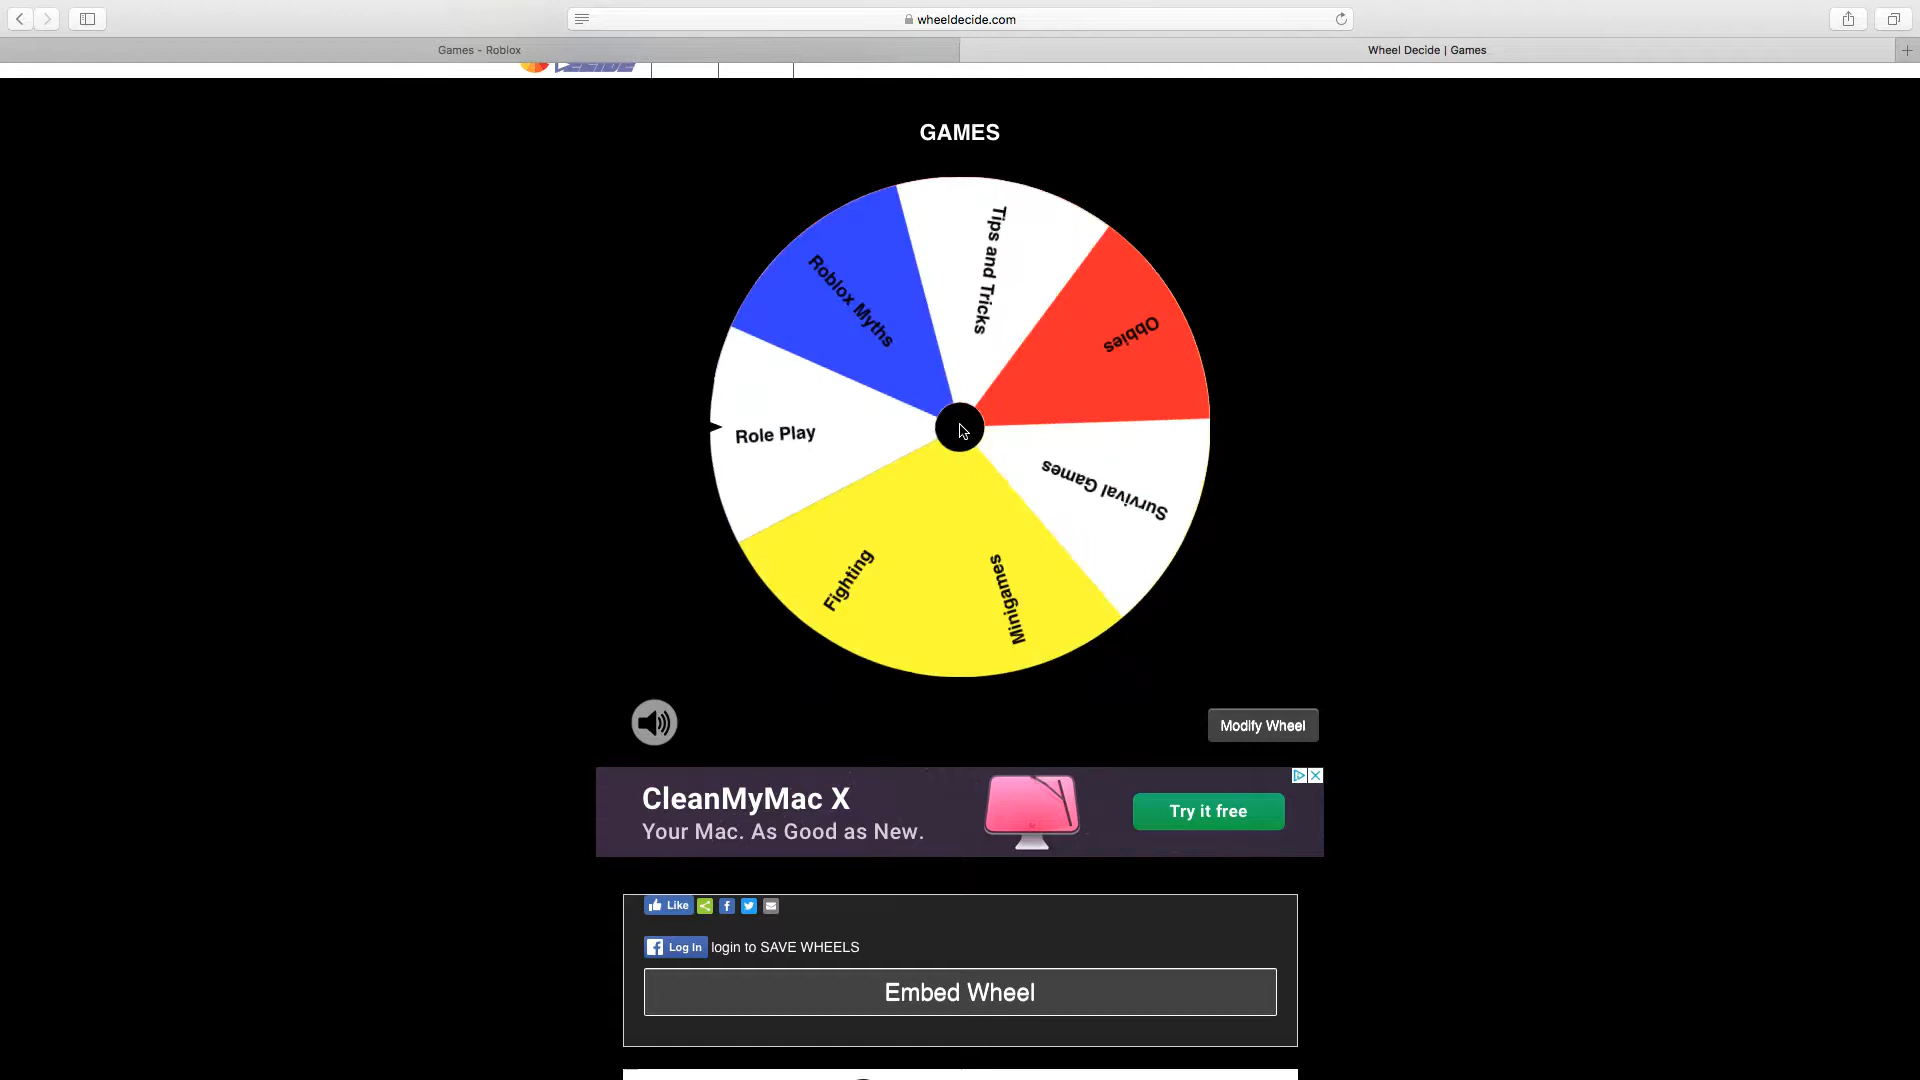 wheeldecide.com
Games - Roblox
Wheel Decide | Games
GAMES
Tips and Tricks
Roblox Myths
Obbies
Role Play
Survival Games
Fighting
Minigames
Modify Wheel
CleanMyMac X
Your Mac. As Good as New.
Try it free
Like
Log In login to SAVE WHEELS
Embed Wheel